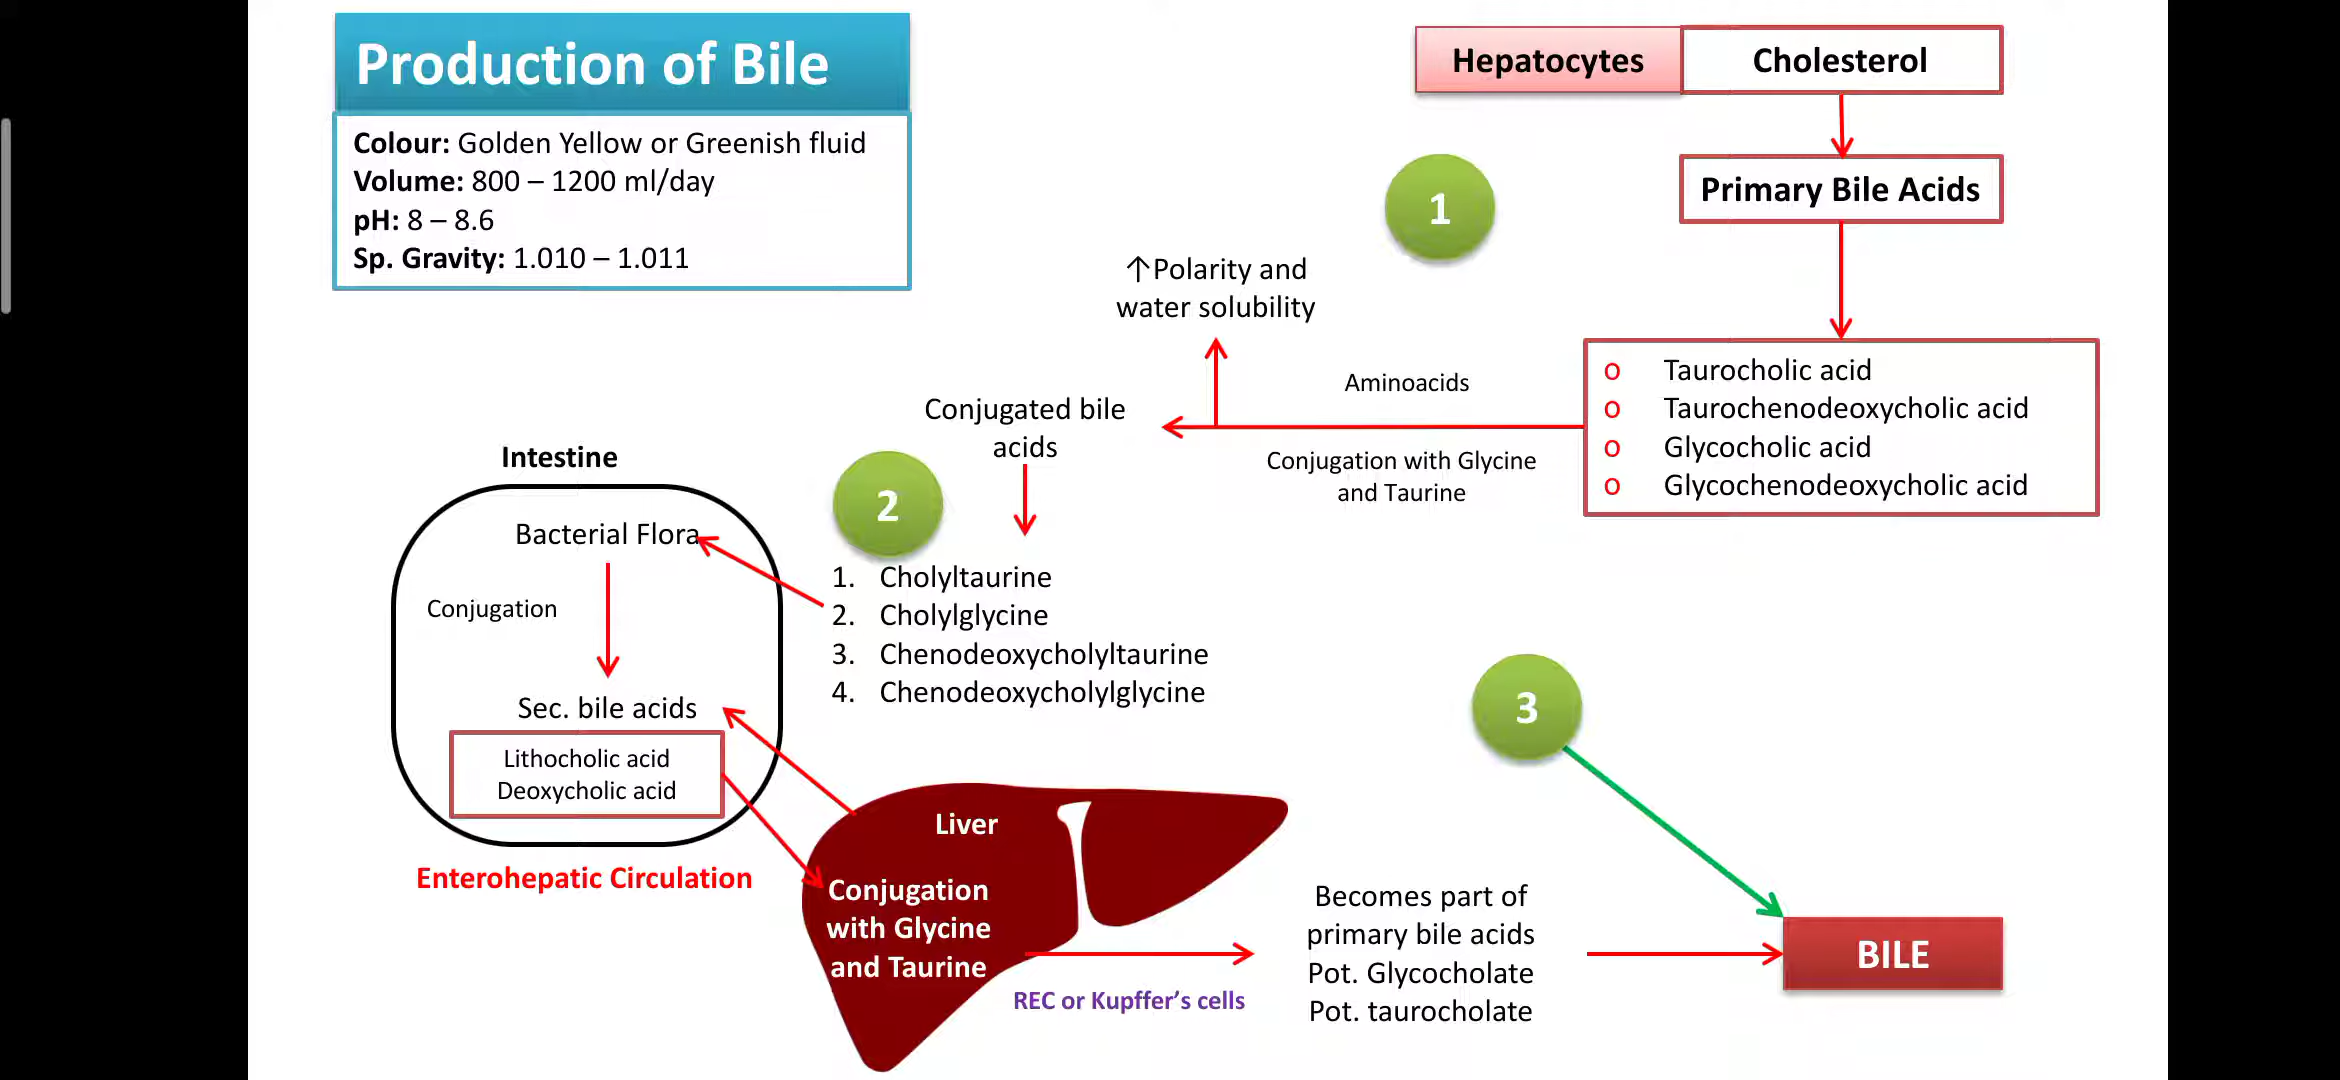 Production of Bile
Colour: Golden Yellow or Greenish fluid
Volume: 800 – 1200 ml/day
pH: 8 – 8.6
Sp. Gravity: 1.010 – 1.011
Hepatocytes
Cholesterol
Primary Bile Acids
1
o Taurocholic acid
o Taurochenodeoxycholic acid
o Glycocholic acid
o Glycochenodeoxycholic acid
Aminoacids
Conjugation with Glycine
and Taurine
↑Polarity and
water solubility
Conjugated bile
acids
2
1. Cholyltaurine
2. Cholylglycine
3. Chenodeoxycholyltaurine
4. Chenodeoxycholylglycine
Intestine
Bacterial Flora
Conjugation
Sec. bile acids
Lithocholic acid
Deoxycholic acid
Enterohepatic Circulation
Liver
Conjugation
with Glycine
and Taurine
REC or Kupffer's cells
Becomes part of
primary bile acids
Pot. Glycocholate
Pot. taurocholate
3
BILE